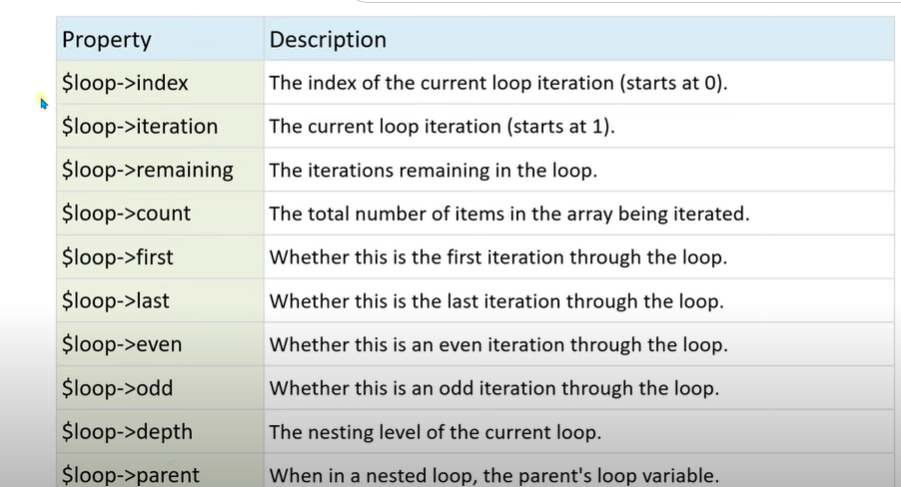 Property Description
$loop->index The index of the current loop iteration (starts at 0).
$loop->iteration The current loop iteration (starts at 1).
$loop->remaining The iterations remaining in the loop.
$loop->count The total number of items in the array being iterated.
$loop->first Whether this is the first iteration through the loop.
$loop->last Whether this is the last iteration through the loop.
$loop->even Whether this is an even iteration through the loop.
$loop->odd Whether this is an odd iteration through the loop.
$loop->depth The nesting level of the current loop.
$loop->parent When in a nested loop, the parent's loop variable.